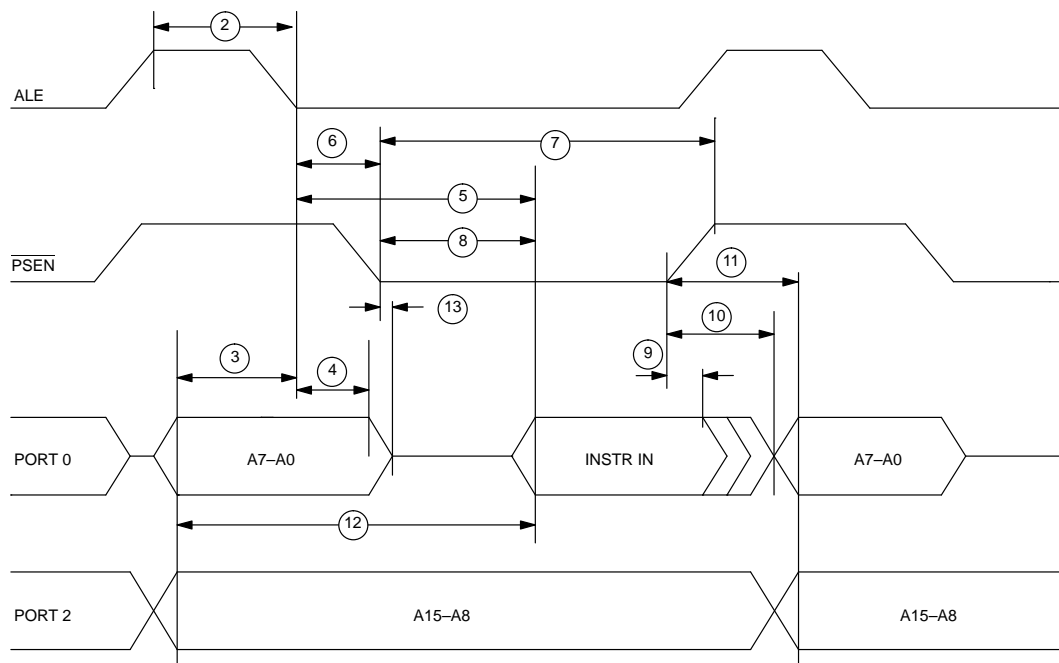 2
ALE
6
7
5
8
PSEN
11
13
10
3
4
9
PORT 0
A7–A0
INSTR IN
A7–A0
12
PORT 2
A15–A8
A15–A8